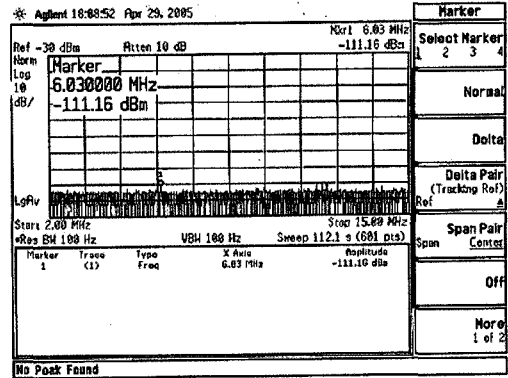 Agilent 18:08:52 Apr 29, 2005
Marker
Mkr1 6.03 MHz
Ref -30 dBm Atten 10 dB -111.16 dBm
Norm
Log
10
dB/
Marker
6.030000 MHz
-111.16 dBm
1
LgAv
Start 2.00 MHz Stop 15.00 MHz
#Res BW 100 Hz VBW 100 Hz Sweep 112.1 s (601 pts)
Marker Trace Type X Axis Amplitude
1 (1) Freq 6.03 MHz -111.16 dBm
No Peak Found
Select Marker
1 2 3 4
Normal
Delta
Delta Pair
(Tracking Ref)
Ref ▲
Span Pair
Span Center
Off
More
1 of 2